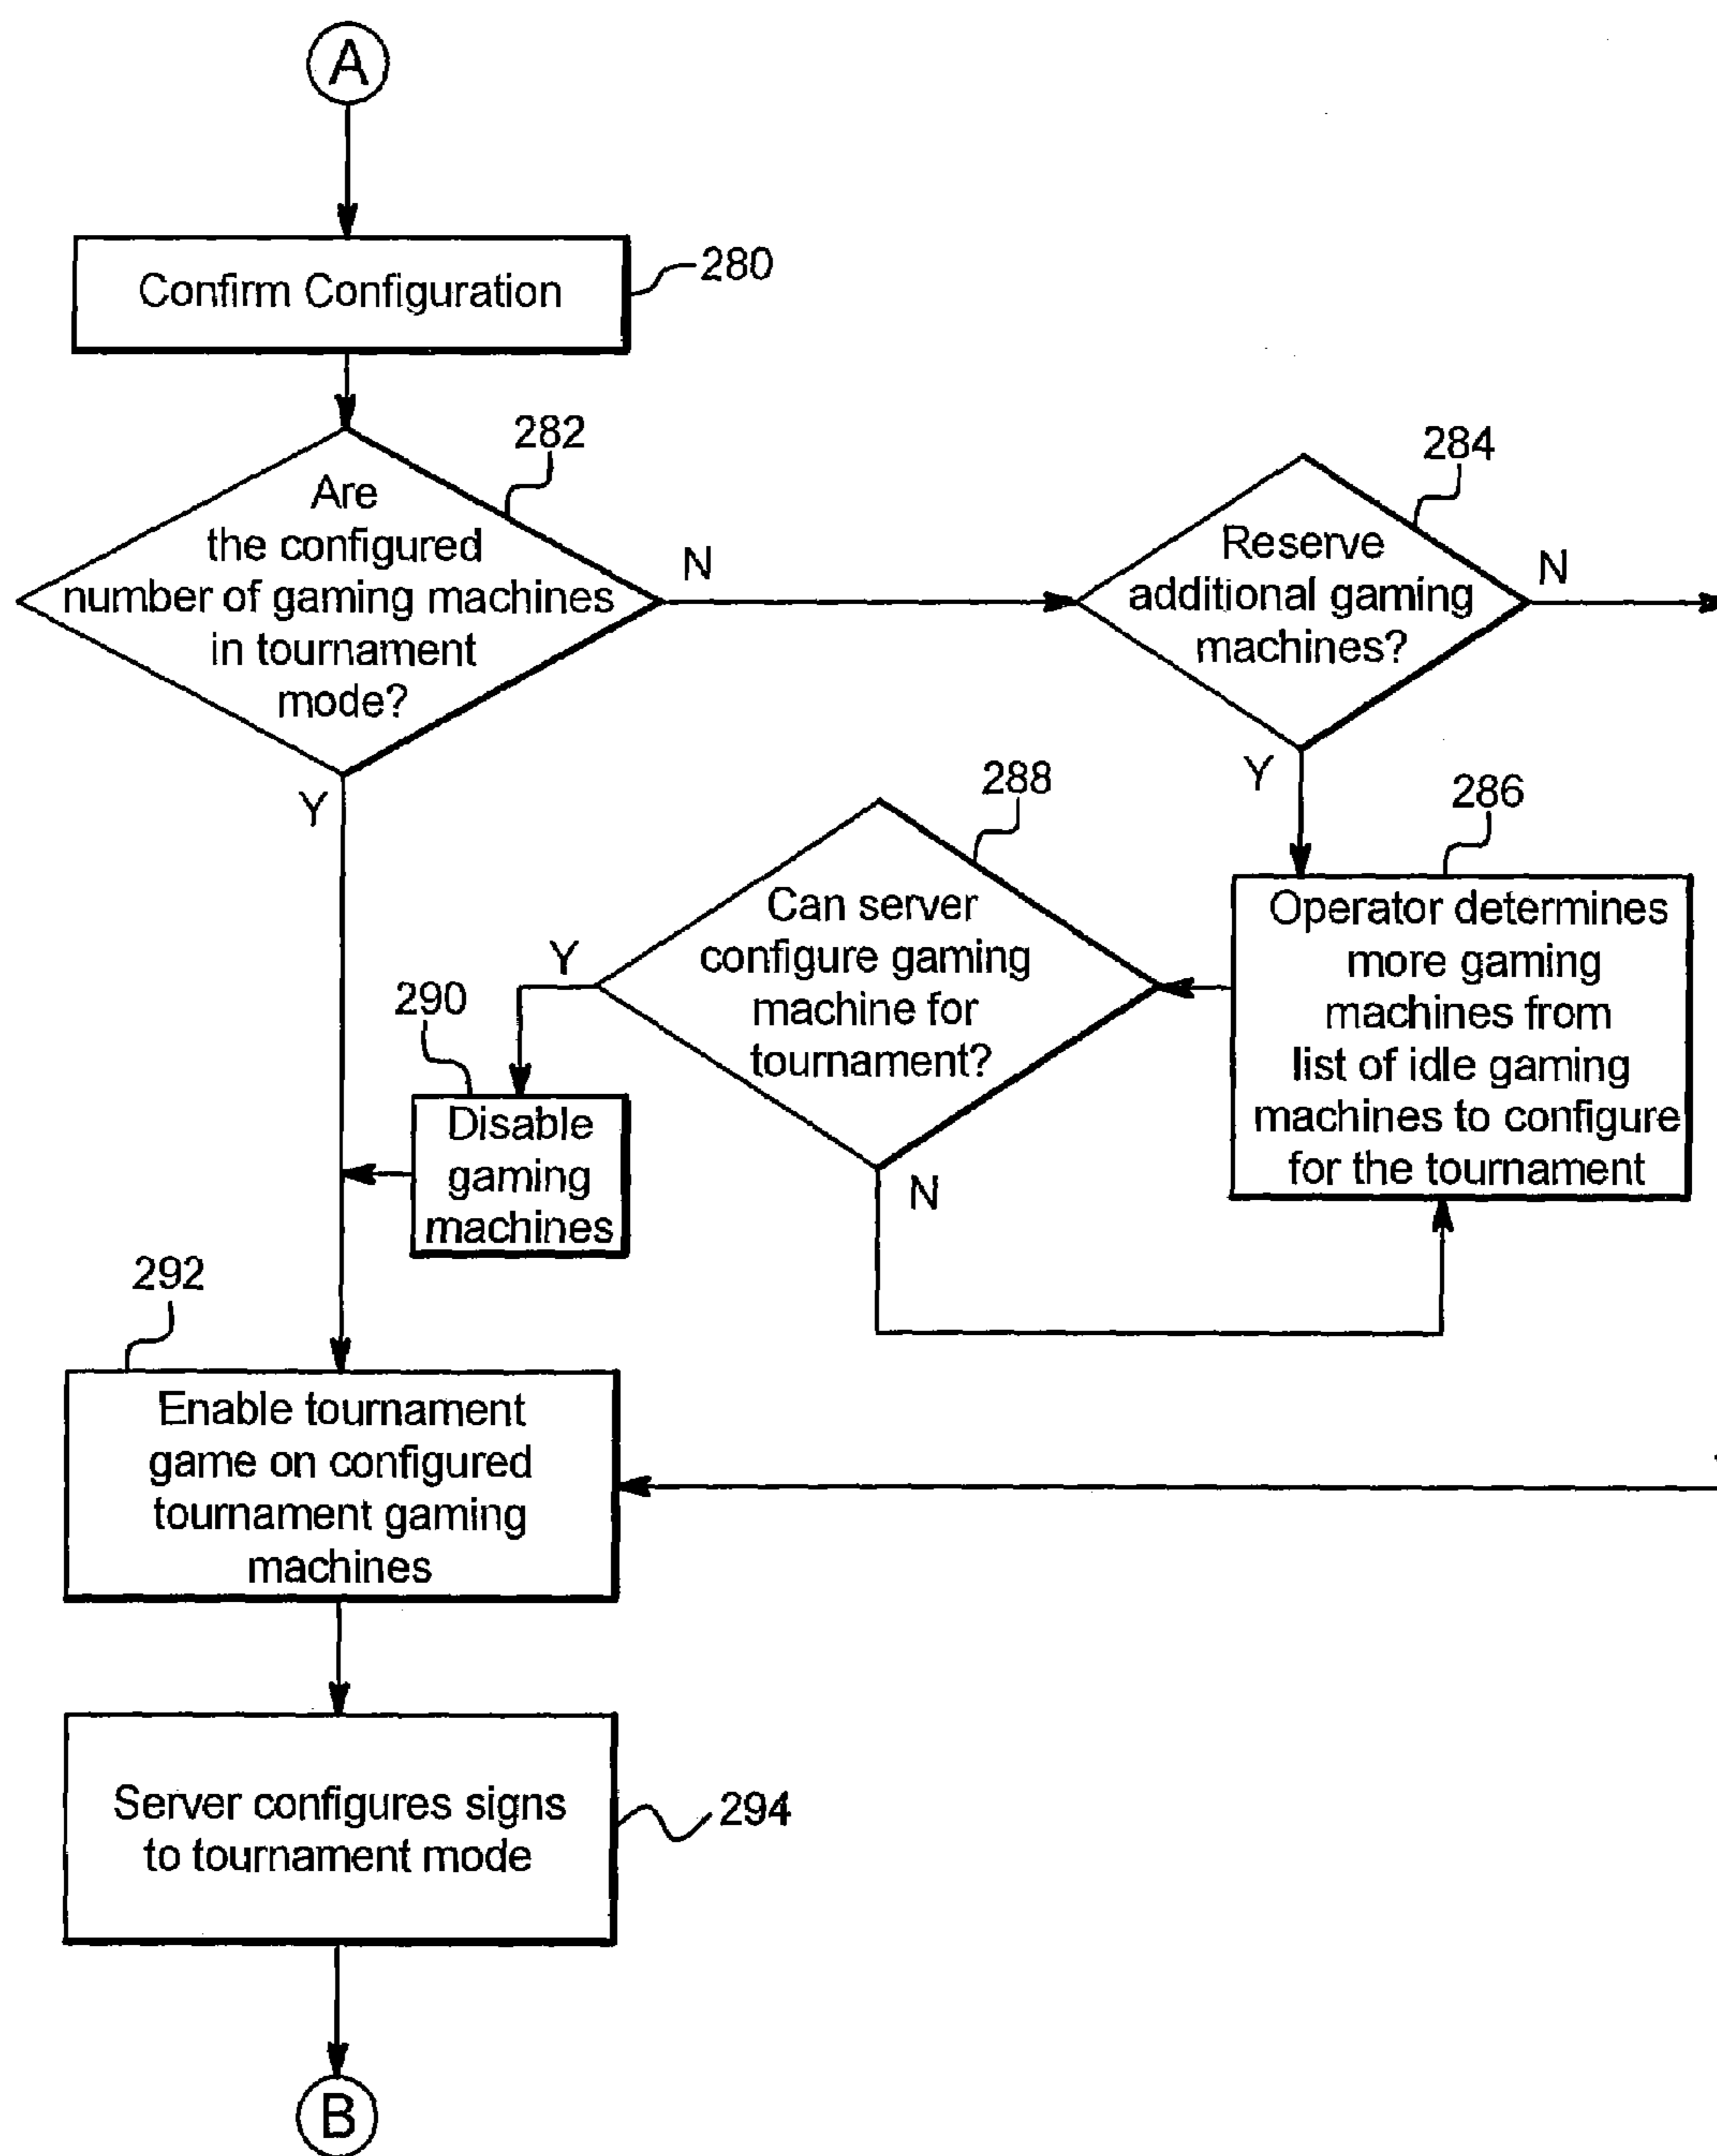 A
Confirm Configuration
280
282
Are
the configured
number of gaming machines
in tournament
mode?
N
Y
284
Reserve
additional gaming
machines?
N
Y
286
Operator determines
more gaming
machines from
list of idle gaming
machines to configure
for the tournament
288
Can server
configure gaming
machine for
tournament?
Y
N
290
Disable
gaming
machines
292
Enable tournament
game on configured
tournament gaming
machines
Server configures signs
to tournament mode
294
B